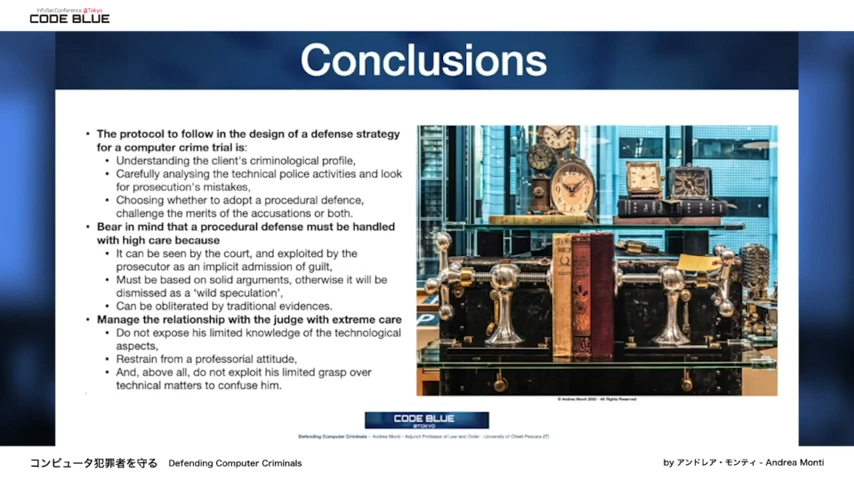 InfoSecConference @Tokyo
CODE BLUE
Conclusions
• The protocol to follow in the design of a defense strategy
for a computer crime trial is:
• Understanding the client's criminological profile,
• Carefully analysing the technical police activities and look
for prosecution's mistakes,
• Choosing whether to adopt a procedural defence,
challenge the merits of the accusations or both.
• Bear in mind that a procedural defense must be handled
with high care because
• It can be seen by the court, and exploited by the
prosecutor as an implicit admission of guilt,
• Must be based on solid arguments, otherwise it will be
dismissed as a 'wild speculation',
• Can be obliterated by traditional evidences.
• Manage the relationship with the judge with extreme care
• Do not expose his limited knowledge of the technological
aspects,
• Restrain from a professorial attitude,
• And, above all, do not exploit his limited grasp over
technical matters to confuse him.
© Andrea Monti 2020 - All Rights Reserved
CODE BLUE
@TOKYO
Defending Computer Criminals - Andrea Monti - Adjunct Professor of Law and Order - University of Chieti-Pescara (IT)
コンピュータ犯罪者を守る Defending Computer Criminals
by アンドレア・モンティ - Andrea Monti